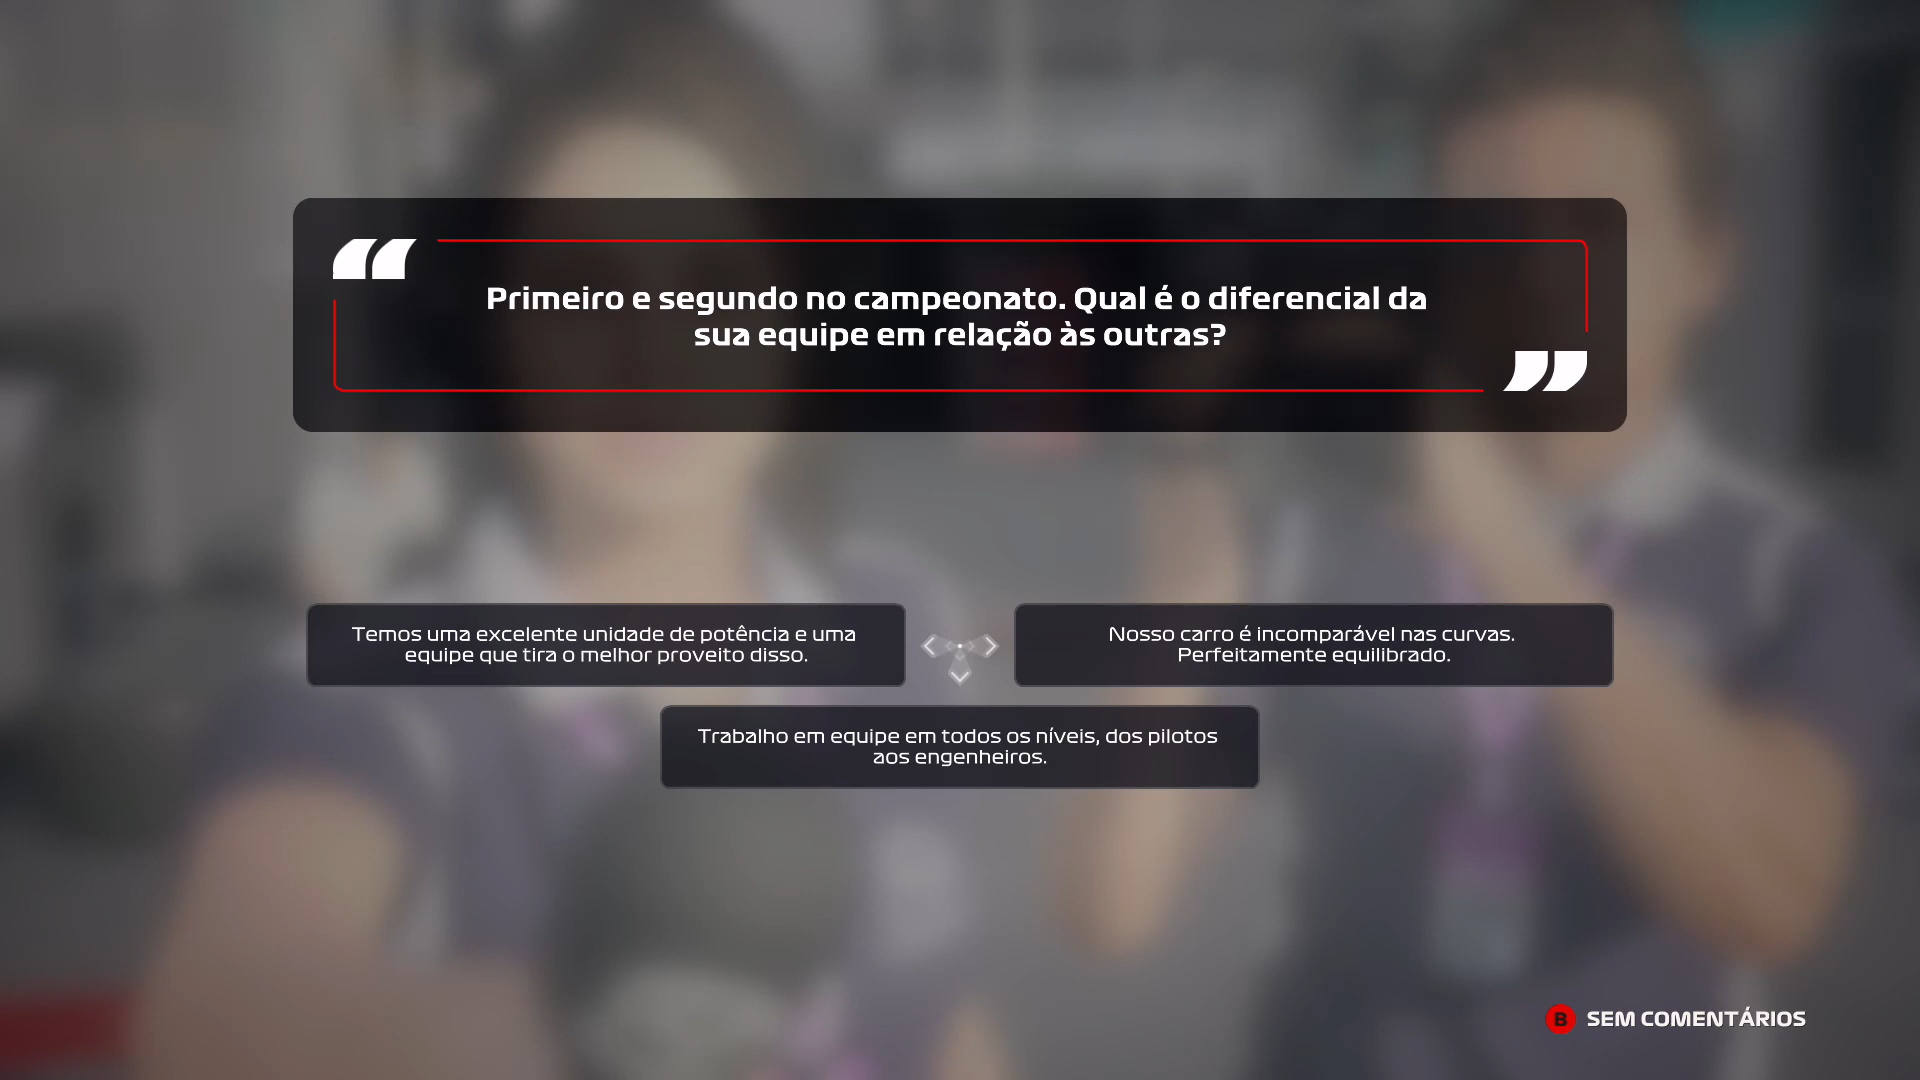 Primeiro e segundo no campeonato. Qual é o diferencial da
sua equipe em relação às outras?
Temos uma excelente unidade de potência e uma
equipe que tira o melhor proveito disso.
Nosso carro é incomparável nas curvas.
Perfeitamente equilibrado.
Trabalho em equipe em todos os níveis, dos pilotos
aos engenheiros.
B SEM COMENTÁRIOS